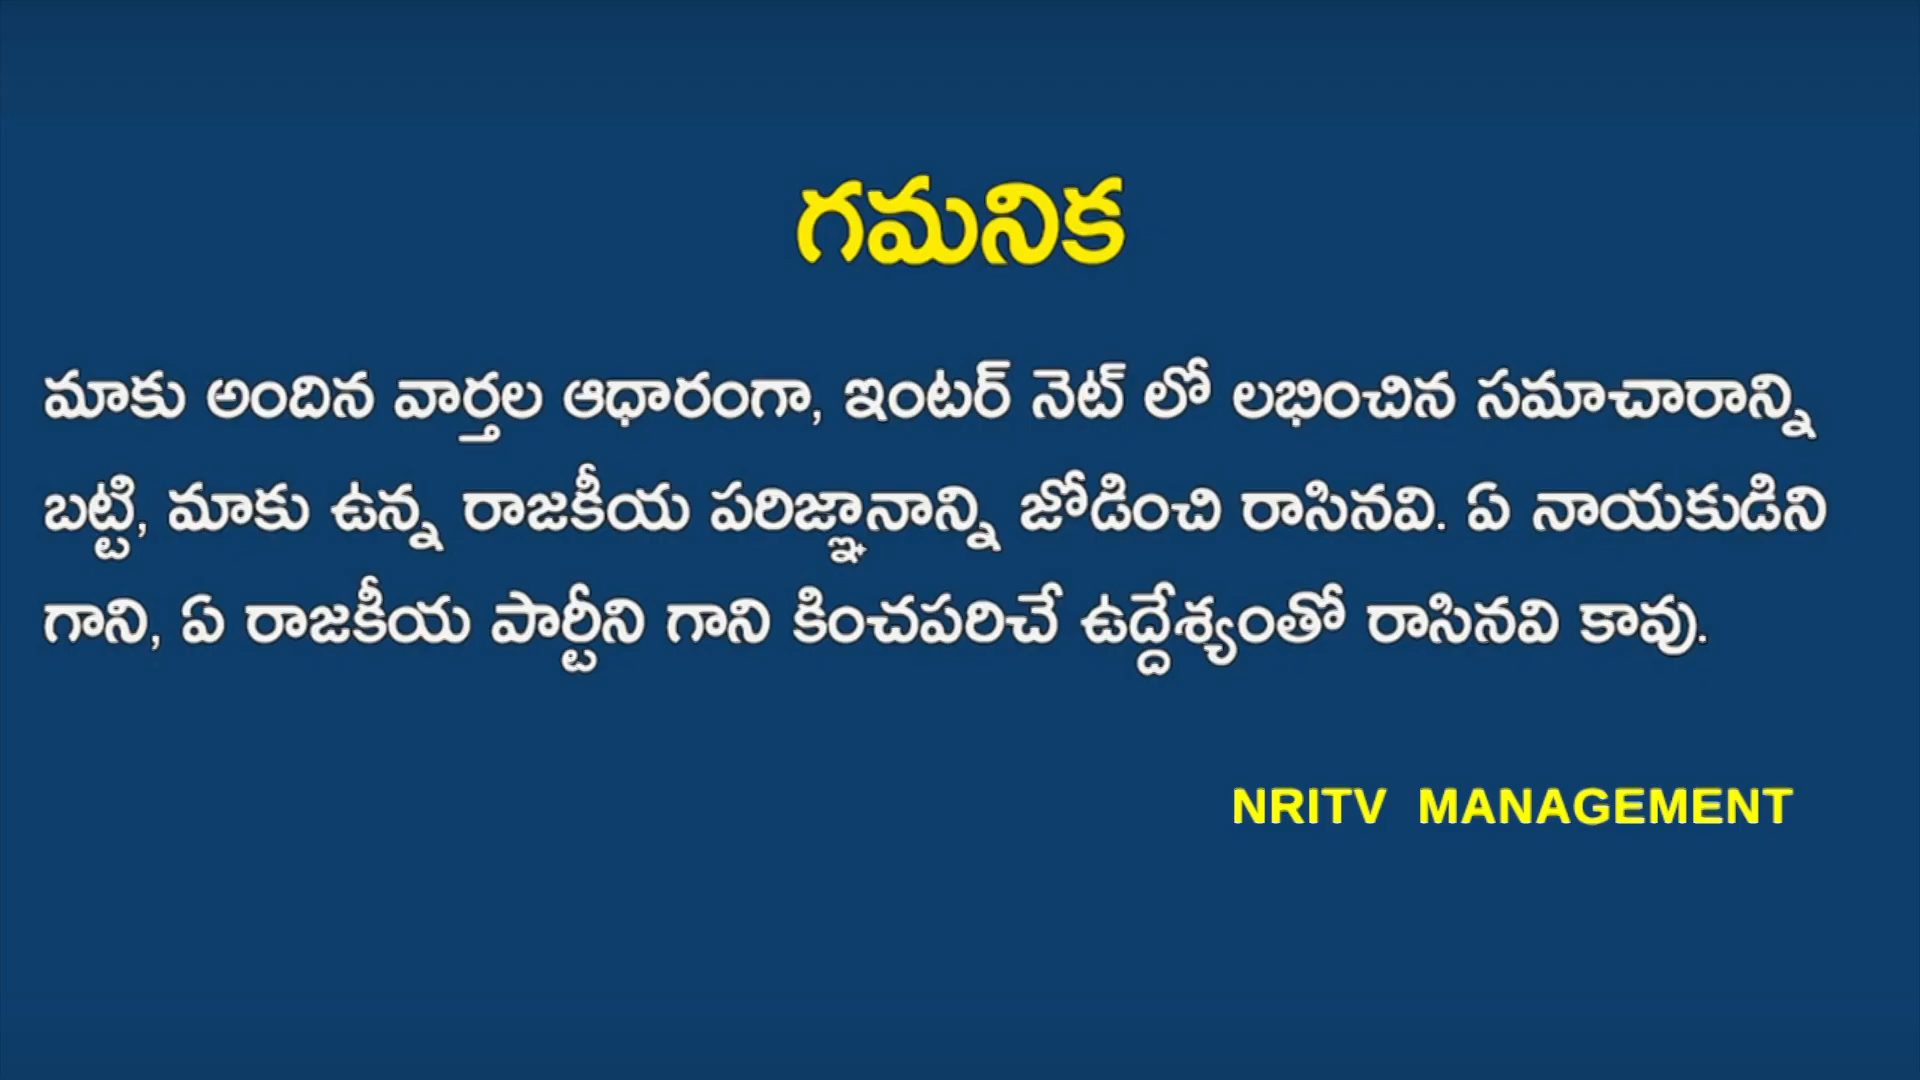 గమనిక
మాకు అందిన వార్తల ఆధారంగా, ఇంటర్ నెట్ లో లభించిన సమాచారాన్ని
బట్టి, మాకు ఉన్న రాజకీయ పరిజ్ఞానాన్ని జోడించి రాసినవి. ఏ నాయకుడిని
గాని, ఏ రాజకీయ పార్టీని గాని కించపరిచే ఉద్దేశ్యంతో రాసినవి కావు.
NRITV MANAGEMENT